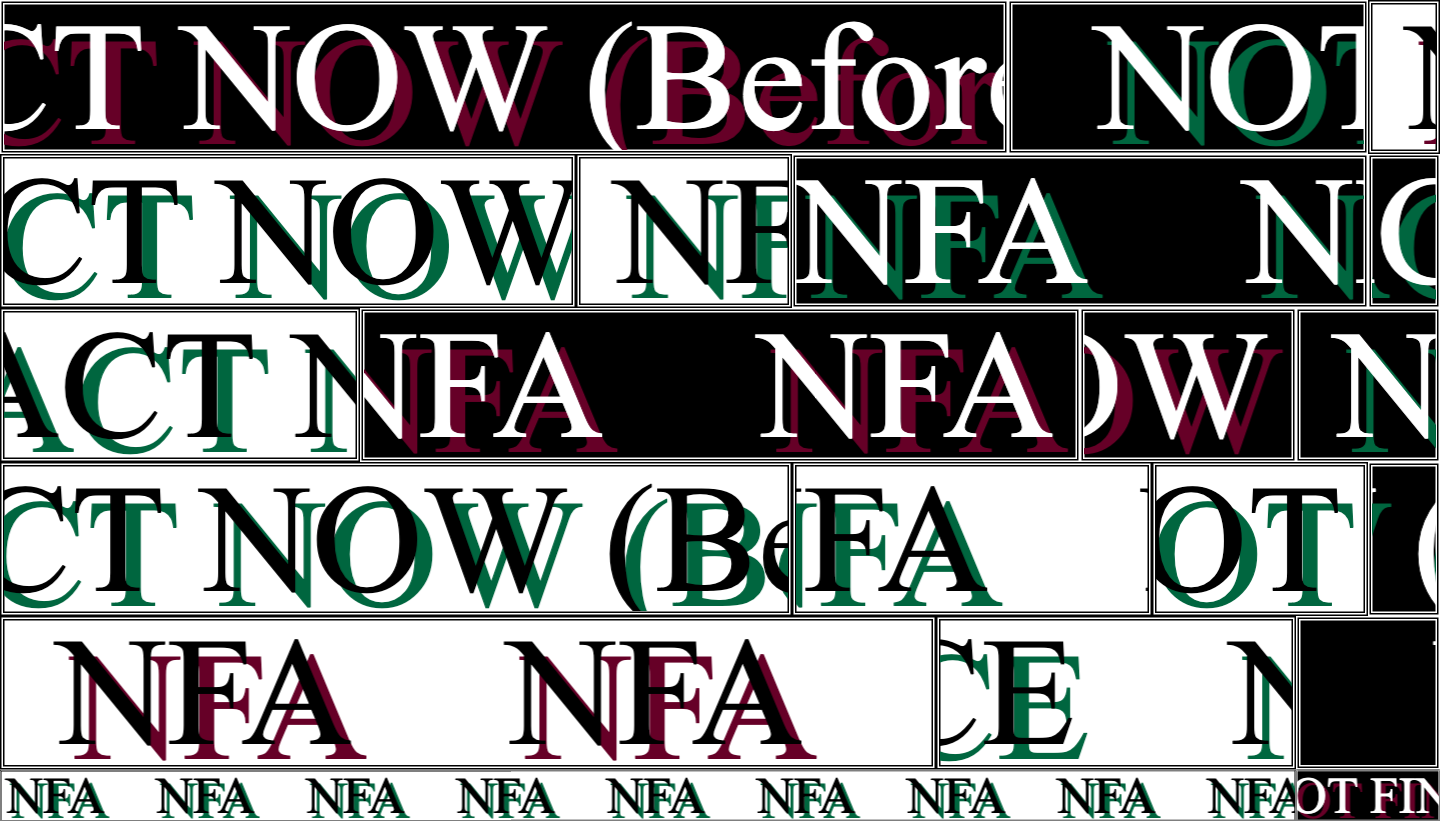 CT NOW (Before NOT N
CT NOW NF NFA N O
ACT N NFA NFA OW N
CT NOW (Be FA OT (
NFA NFA CE N
NFA NFA NFA NFA NFA NFA NFA NFA NFA OT FIN